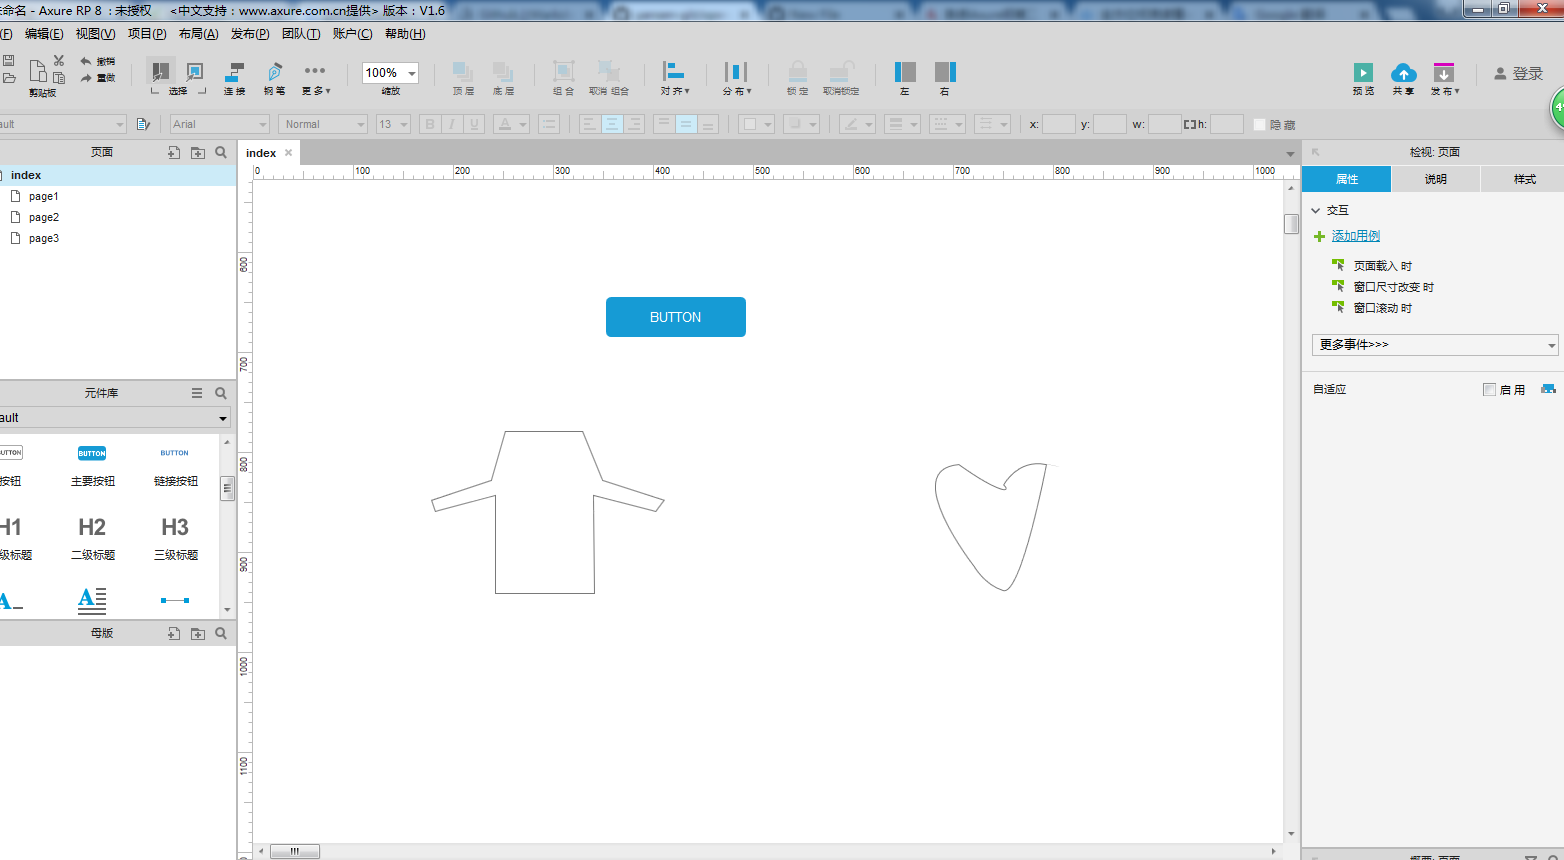 未命名 - Axure RP 8 : 未授权 <中文支持：www.axure.com.cn提供> 版本：V1.6
(F) 编辑(E) 视图(V) 项目(P) 布局(A) 发布(P) 团队(T) 账户(C) 帮助(H)
剪贴板 撤销 重做 选择 连接 钢笔 更多▾ 100% 缩放 顶层 底层 组合 取消组合 对齐▾ 分布▾ 锁定 取消锁定 左 右 预览 共享 发布▾ 登录
ault Arial Normal 13 B I U A x: y: w: h: 隐藏
页面
index
page1
page2
page3
元件库
ault
BUTTON BUTTON
按钮 主要按钮 链接按钮
H1 H2 H3
级标题 二级标题 三级标题
A A
母版
index
0 100 200 300 400 500 600 700 800 900 1000
600
700
800
900
1000
1100
BUTTON
检视: 页面
属性 说明 样式
交互
添加用例
页面载入 时
窗口尺寸改变 时
窗口滚动 时
更多事件>>>
自适应 启用